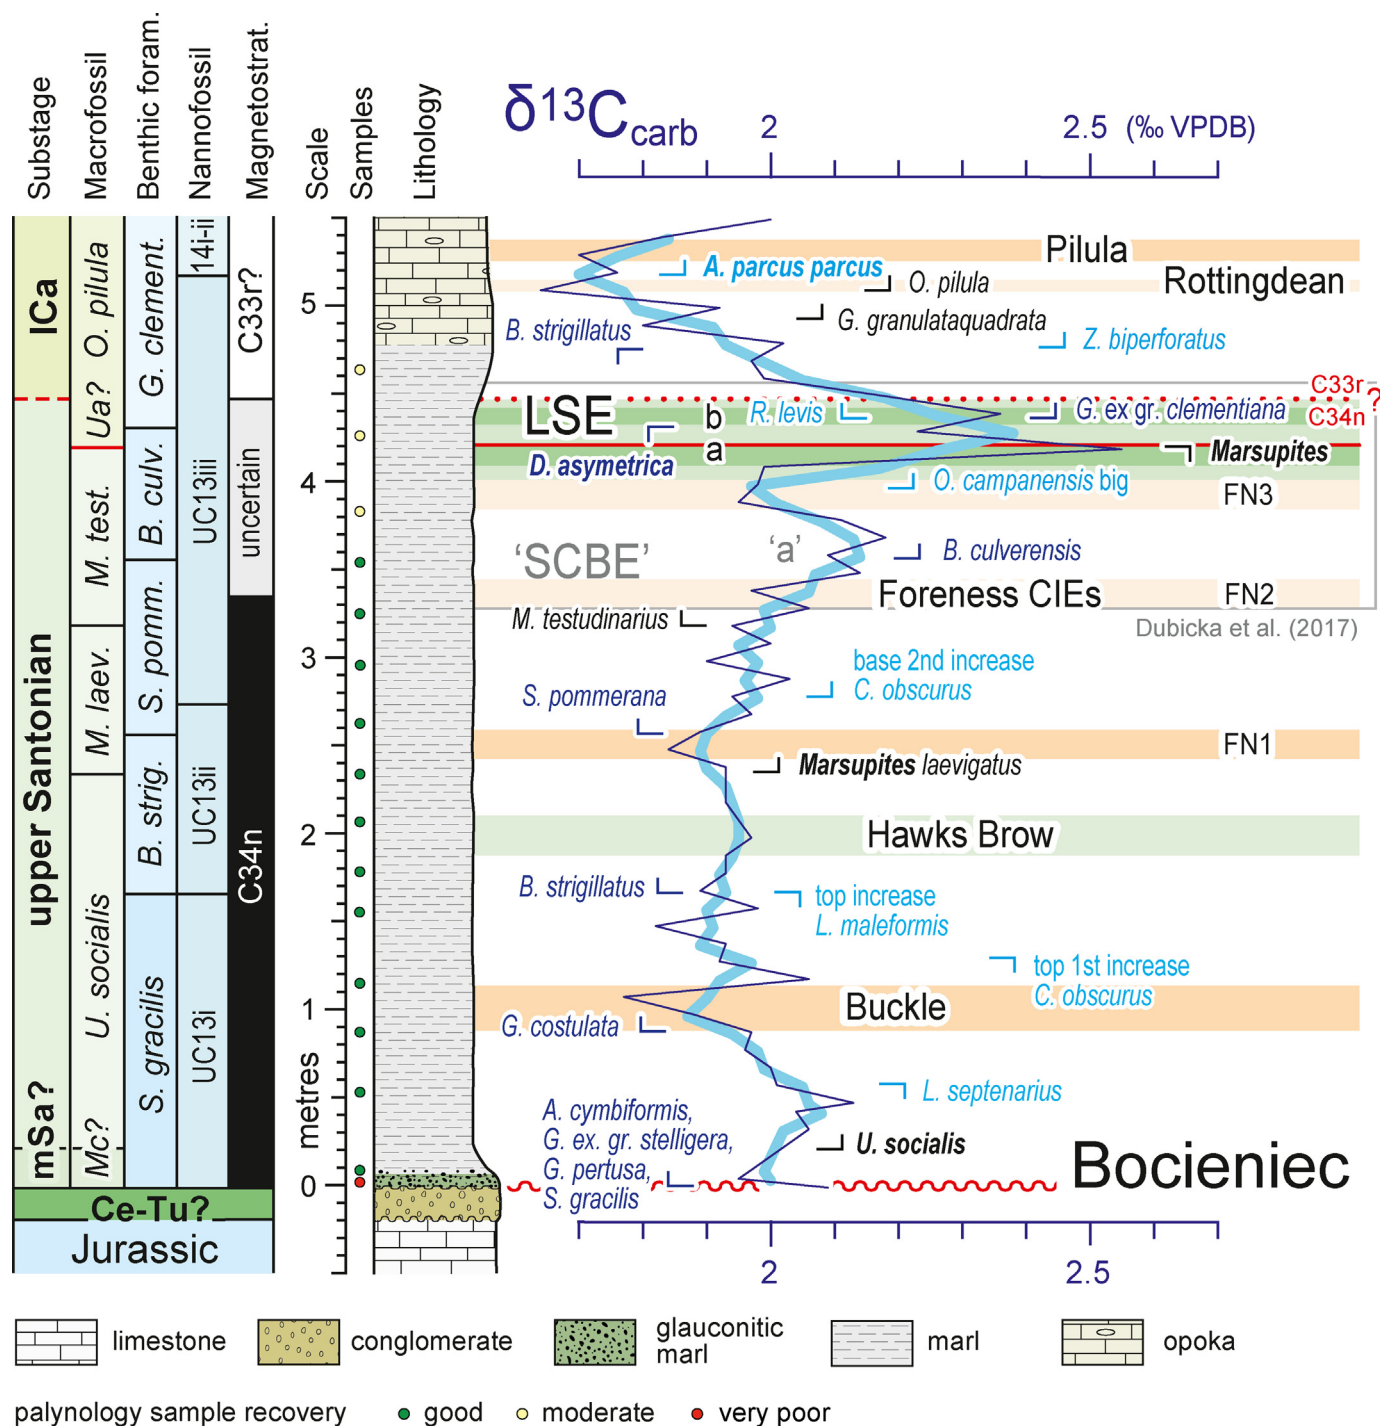 Substage
Macrofossil
Benthic foram.
Nannofossil
Magnetostrat.
Scale
Samples
Lithology
δ13Ccarb
2
2.5
(‰ VPDB)
lCa
upper Santonian
mSa?
O. pilula
Ua?
M. test.
M. laev.
U. socialis
Mc?
G. clement.
B. culv.
S. pomm.
B. strig.
S. gracilis
14i-ii
UC13iii
UC13ii
UC13i
C33r?
uncertain
C34n
Ce-Tu?
Jurassic
5
4
3
2
1
0
metres
Pilula
A. parcus parcus
Rottingdean
O. pilula
G. granulataquadrata
B. strigillatus
Z. biperforatus
C33r
?
C34n
LSE
b
R. levis
G. ex gr. clementiana
a
Marsupites
D. asymetrica
O. campanensis big
FN3
'SCBE'
'a'
B. culverensis
Foreness CIEs
FN2
M. testudinarius
Dubicka et al. (2017)
base 2nd increase
C. obscurus
S. pommerana
FN1
Marsupites laevigatus
Hawks Brow
B. strigillatus
top increase
L. maleformis
top 1st increase
C. obscurus
Buckle
G. costulata
L. septenarius
A. cymbiformis,
G. ex. gr. stelligera,
G. pertusa,
S. gracilis
U. socialis
Bocieniec
2
2.5
limestone
conglomerate
glauconitic
marl
marl
opoka
palynology sample recovery
good
moderate
very poor